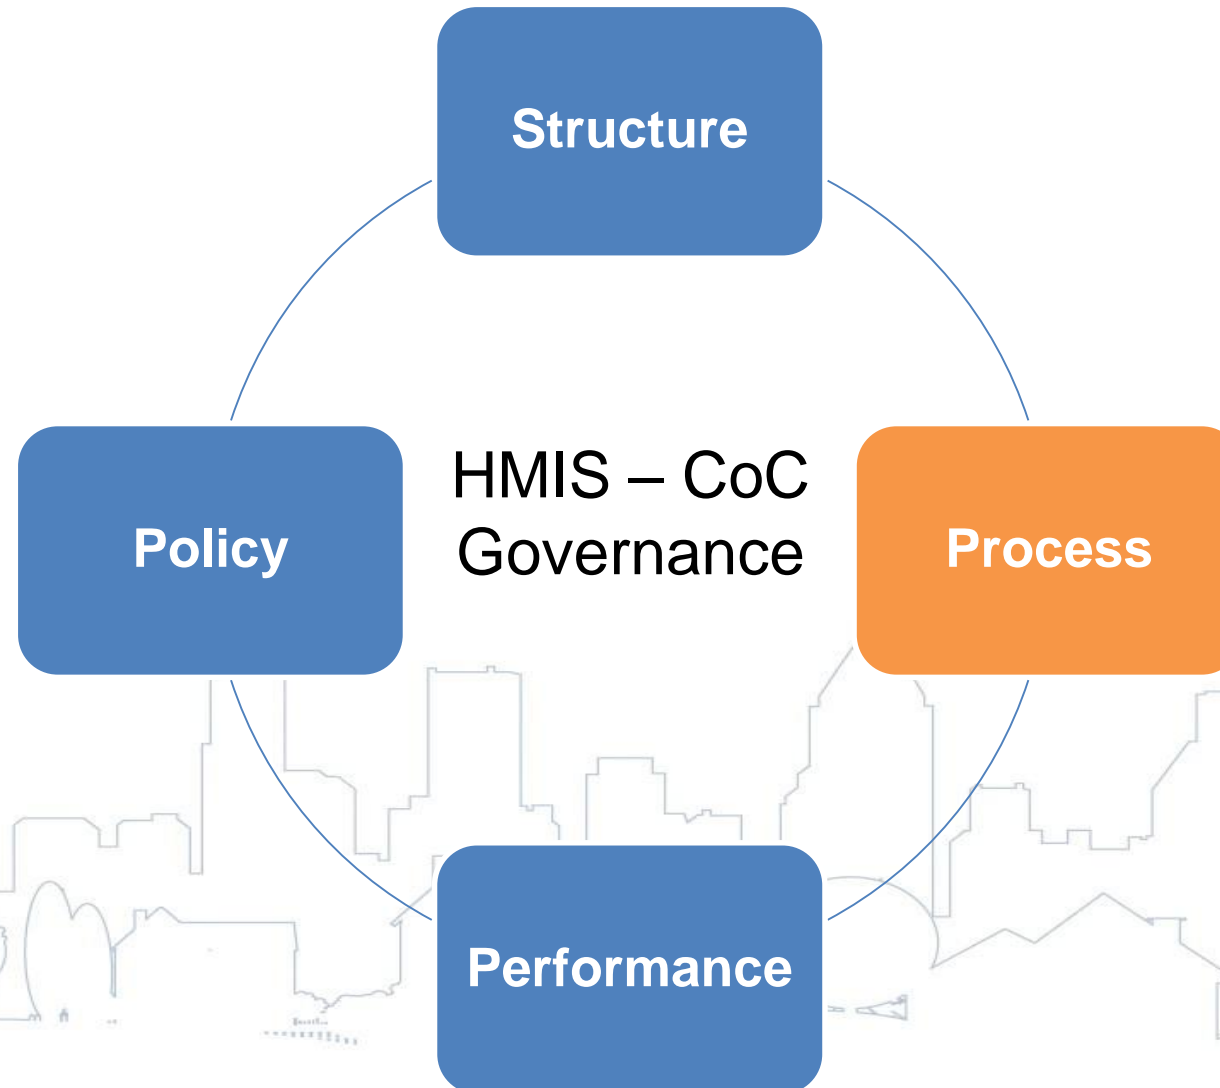 Structure
HMIS – CoC
Governance
Policy
Process
Performance